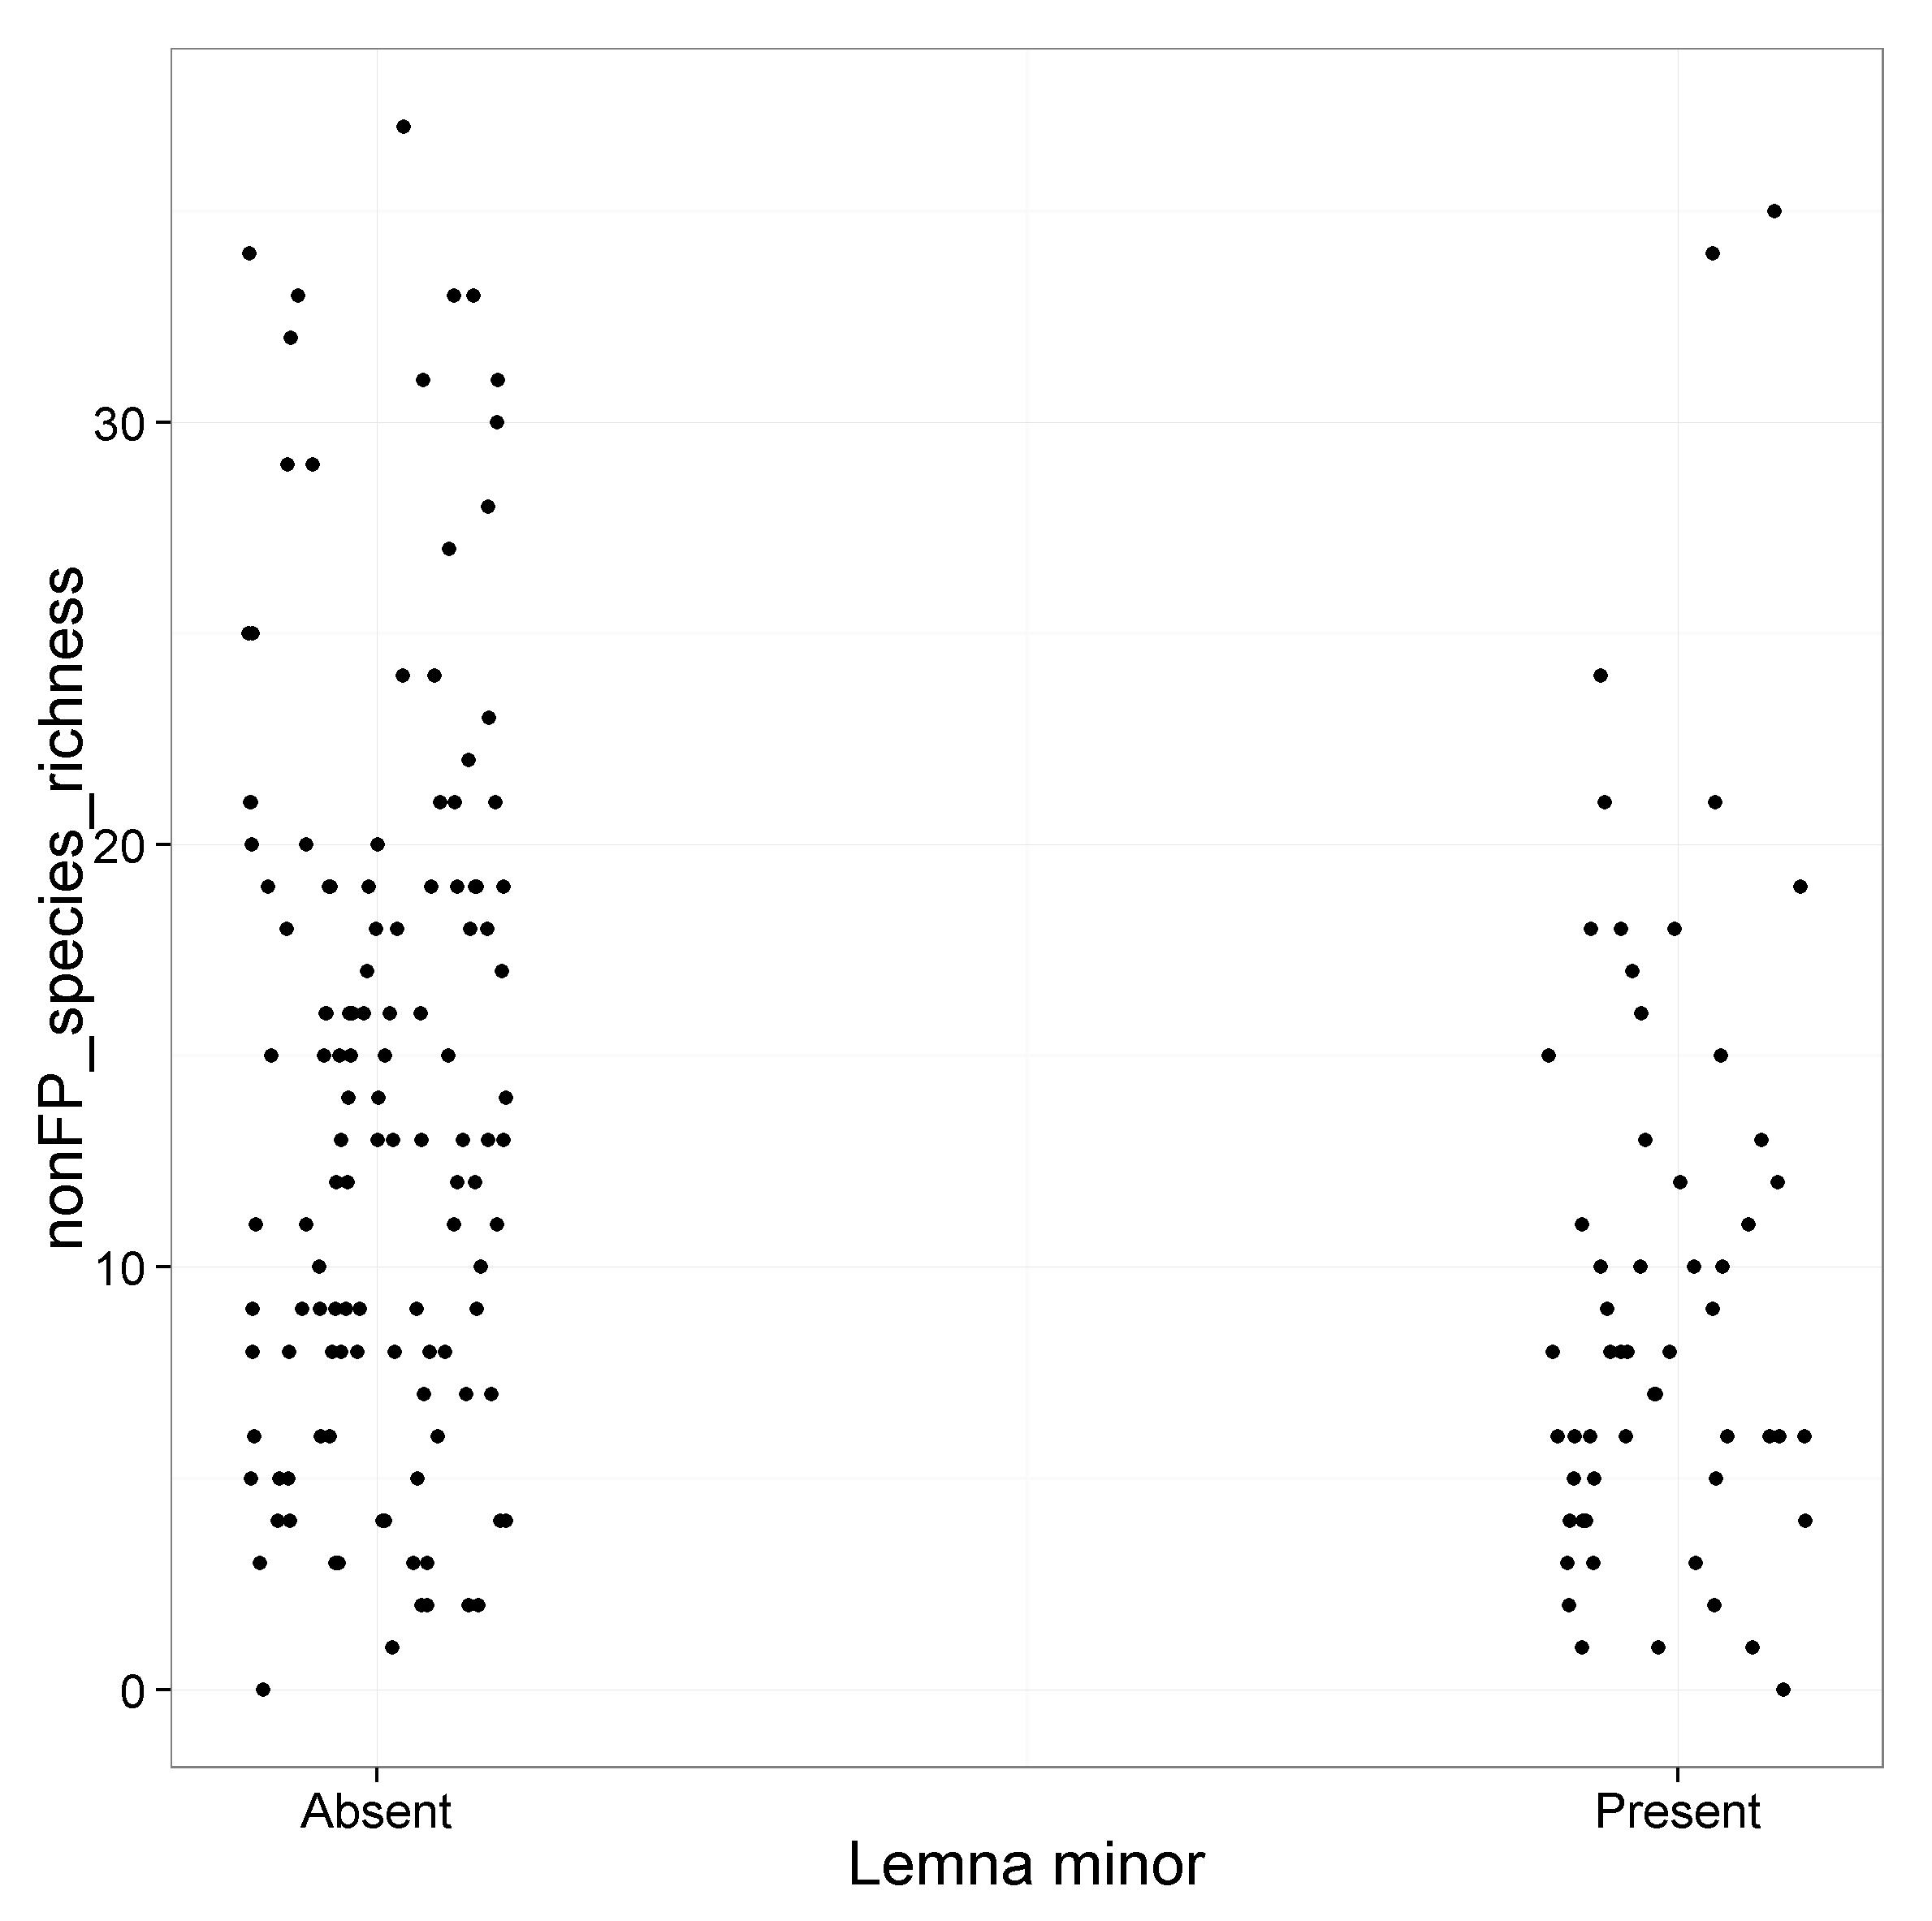 nonFP_species_richness
30
20
10
0
Absent
Present
Lemna minor